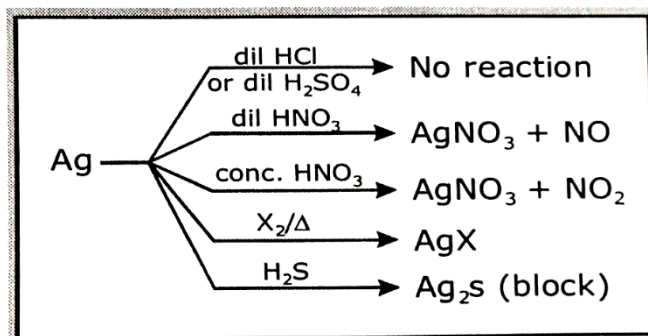 dil HCl
or dil H₂SO₄
No reaction
dil HNO₃
AgNO₃ + NO
Ag
conc. HNO₃
AgNO₃ + NO₂
X₂/Δ
AgX
H₂S
Ag₂s (block)